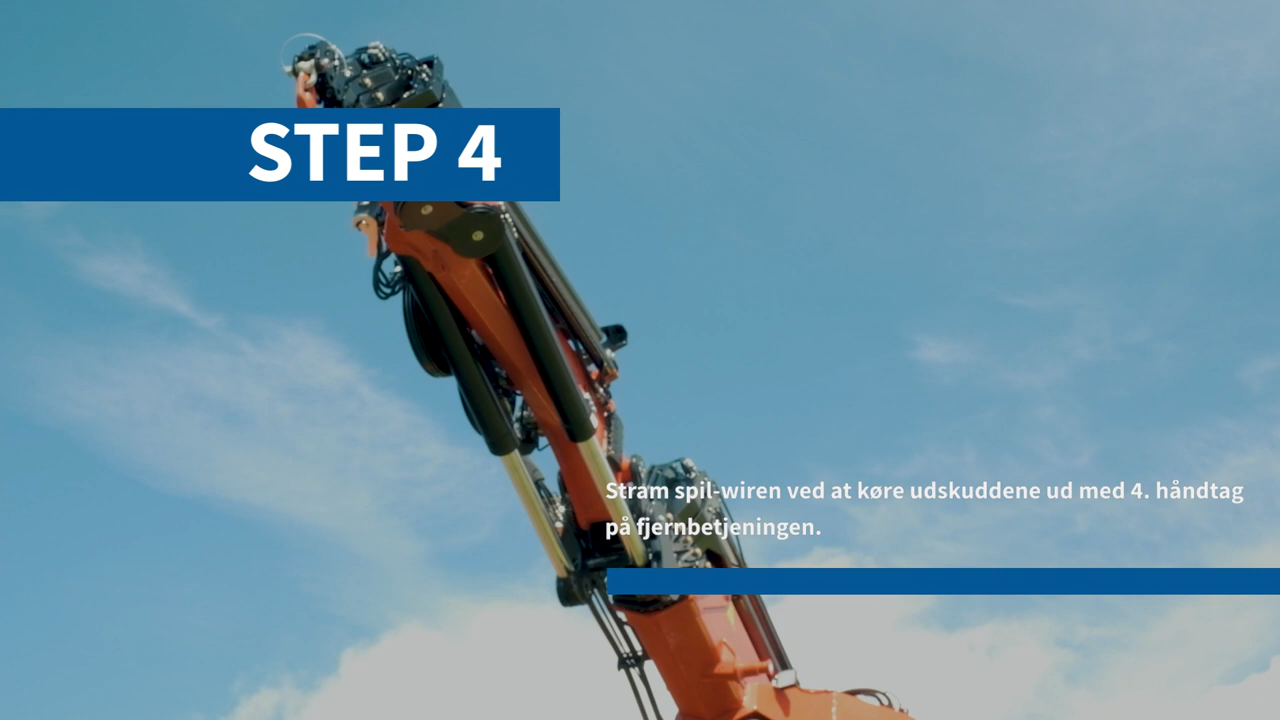 STEP 4
Stram spil-wiren ved at køre udskuddene ud med 4. håndtag
på fjernbetjeningen.